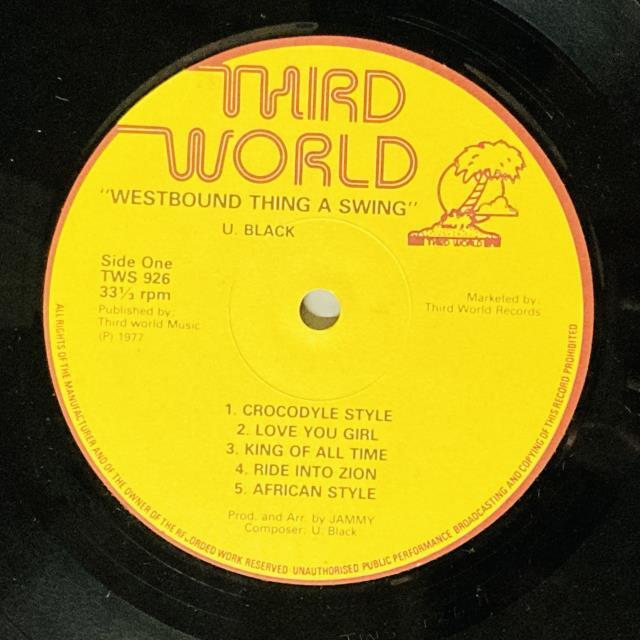 THIRD
WORLD
"WESTBOUND THING A SWING"
U. BLACK
THIRD WORLD
Side One
TWS 926
33⅓ rpm
Published by:
Third world Music
(P) 1977
Marketed by:
Third World Records
1. CROCODYLE STYLE
2. LOVE YOU GIRL
3. KING OF ALL TIME
4. RIDE INTO ZION
5. AFRICAN STYLE
Prod. and Arr. by JAMMY
Composer: U. Black
ALL RIGHTS OF THE MANUFACTURER AND OF THE OWNER OF THE RECORDED WORK RESERVED UNAUTHORISED PUBLIC PERFORMANCE BROADCASTING AND COPYING OF THIS RECORD PROHIBITED